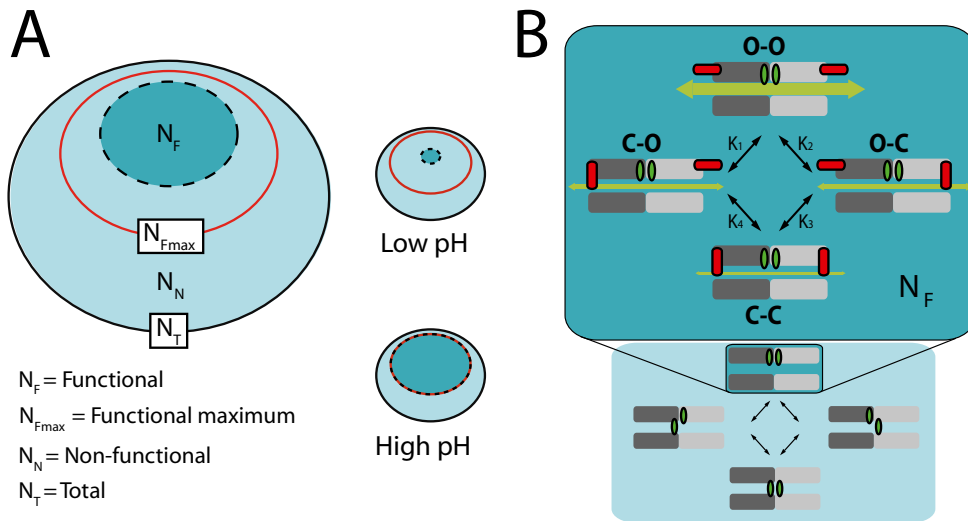 A
N_F
N_Fmax
N_N
N_T
Low pH
High pH
N_F = Functional
N_Fmax = Functional maximum
N_N = Non-functional
N_T = Total
B
O-O
K₁
K₂
C-O
O-C
K₄
K₃
C-C
N_F